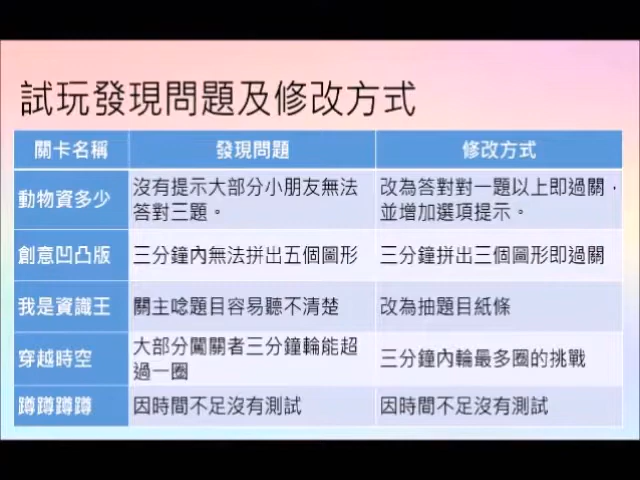 試玩發現問題及修改方式
關卡名稱 發現問題 修改方式
動物資多少 沒有提示大部分小朋友無法 改為答對對一題以上即過關，
答對三題。 並增加選項提示。
創意凹凸版 三分鐘內無法拼出五個圖形 三分鐘拼出三個圖形即過關
我是資識王 關主唸題目容易聽不清楚 改為抽題目紙條
穿越時空 大部分闖關者三分鐘輪能超 三分鐘內輪最多圈的挑戰
過一圈
蹲蹲蹲蹲 因時間不足沒有測試 因時間不足沒有測試